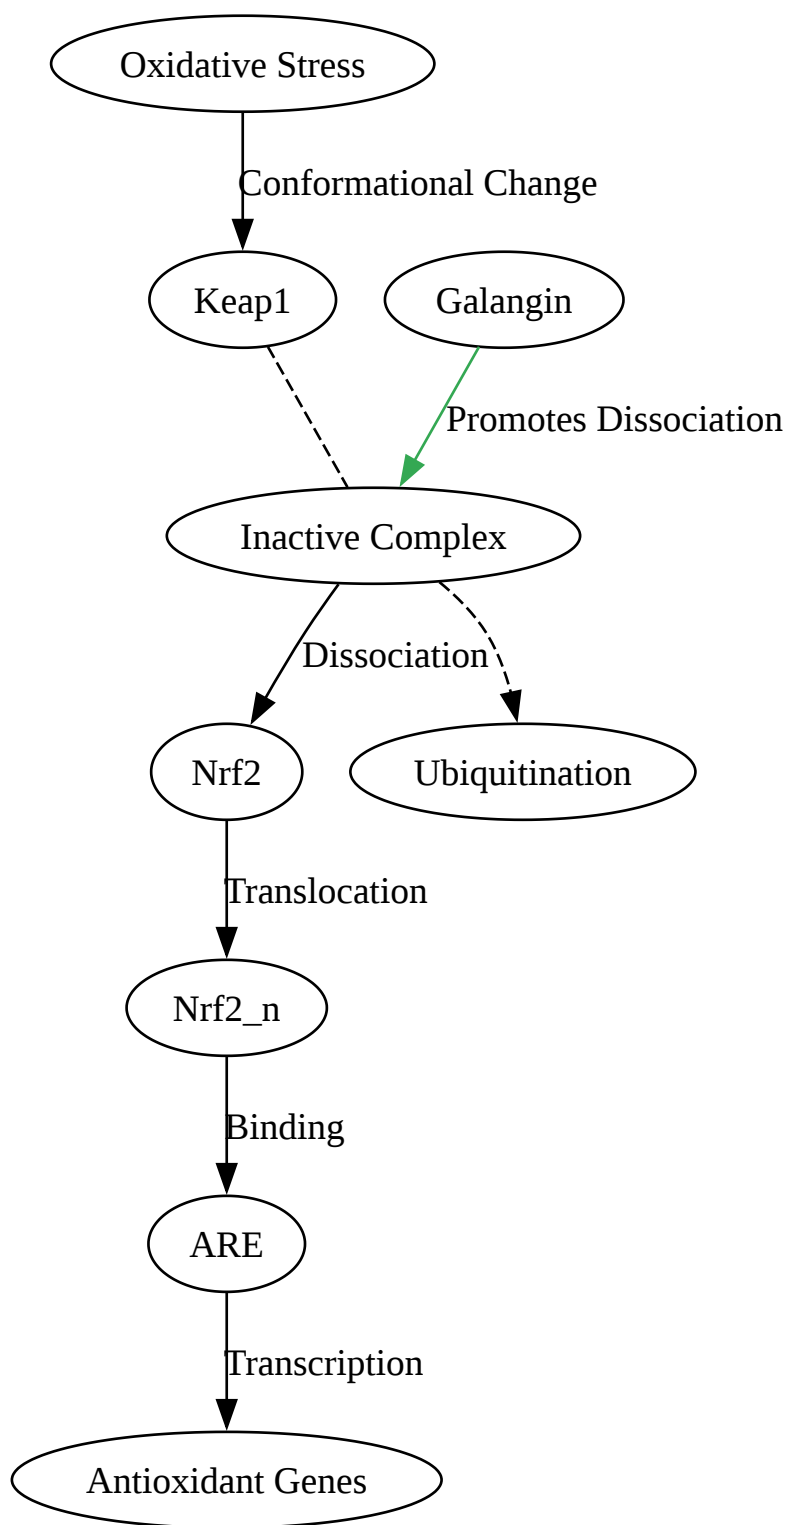 Oxidative Stress
Conformational Change
Keap1
Galangin
Promotes Dissociation
Inactive Complex
Dissociation
Nrf2
Ubiquitination
Translocation
Nrf2_n
Binding
ARE
Transcription
Antioxidant Genes